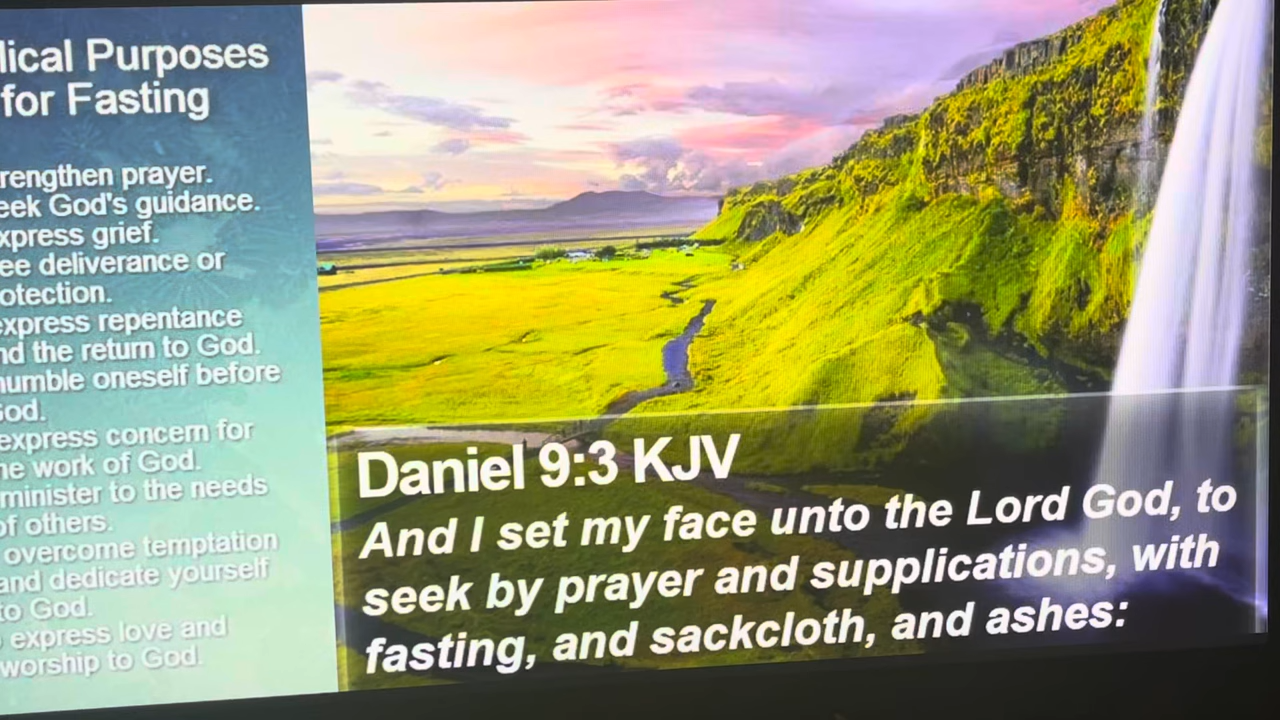 lical Purposes
for Fasting
rengthen prayer.
eek God's guidance.
xpress grief.
ee deliverance or
otection.
express repentance
nd the return to God.
humble oneself before
God.
express concern for
he work of God.
minister to the needs
of others.
overcome temptation
and dedicate yourself
to God.
express love and
worship to God.
Daniel 9:3 KJV
And I set my face unto the Lord God, to
seek by prayer and supplications, with
fasting, and sackcloth, and ashes: